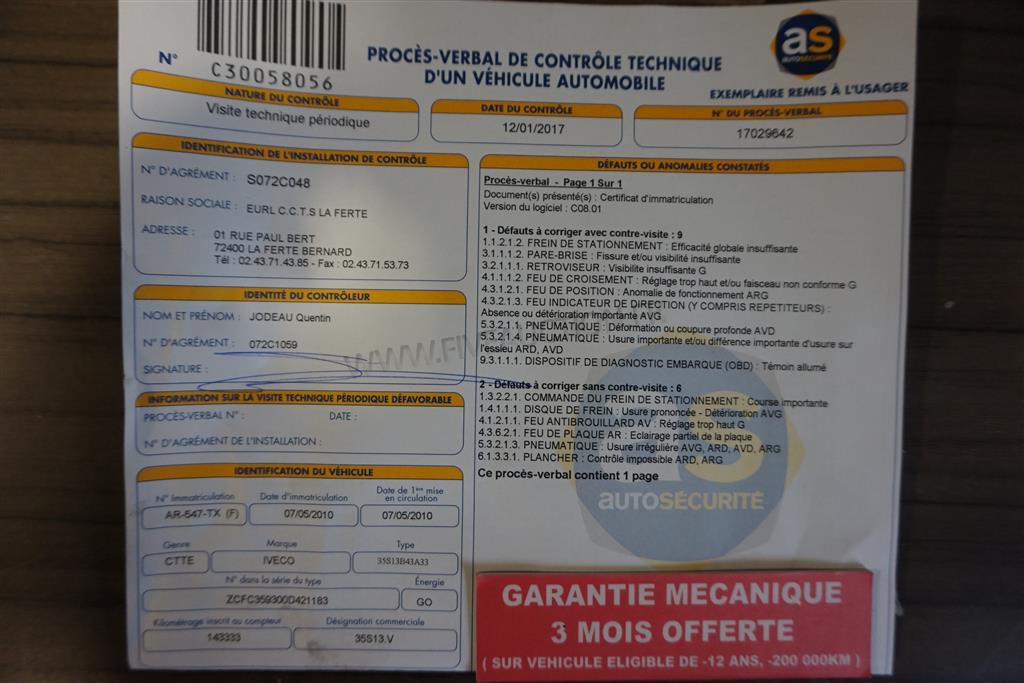 N° C30058056
PROCÈS-VERBAL DE CONTRÔLE TECHNIQUE
D'UN VÉHICULE AUTOMOBILE
as
AUTOSÉCURITÉ
EXEMPLAIRE REMIS À L'USAGER
NATURE DU CONTRÔLE
Visite technique périodique
DATE DU CONTRÔLE
12/01/2017
N° DU PROCÈS-VERBAL
17029642
IDENTIFICATION DE L'INSTALLATION DE CONTRÔLE
N° D'AGRÉMENT : S072C048
RAISON SOCIALE : EURL C.C.T.S LA FERTE
ADRESSE : 01 RUE PAUL BERT
72400 LA FERTE BERNARD
Tél : 02.43.71.43.85 - Fax : 02.43.71.53.73
IDENTITÉ DU CONTRÔLEUR
NOM ET PRÉNOM : JODEAU Quentin
N° D'AGRÉMENT : 072C1059
SIGNATURE :
INFORMATION SUR LA VISITE TECHNIQUE PÉRIODIQUE DÉFAVORABLE
PROCÈS-VERBAL N° : DATE :
N° D'AGRÉMENT DE L'INSTALLATION :
IDENTIFICATION DU VÉHICULE
N° Immatriculation Date d'immatriculation Date de 1ère mise
en circulation
AR-547-TX (F) 07/05/2010 07/05/2010
Genre Marque Type
CTTE IVECO 35S13B43A33
N° dans la série du type Énergie
ZCFC359300D421183 GO
Kilométrage inscrit au compteur Désignation commerciale
143333 35S13.V
DÉFAUTS OU ANOMALIES CONSTATÉS
Procès-verbal - Page 1 Sur 1
Document(s) présenté(s) : Certificat d'immatriculation
Version du logiciel : C08.01
1 - Défauts à corriger avec contre-visite : 9
1.1.2.1.2. FREIN DE STATIONNEMENT : Efficacité globale insuffisante
3.1.1.1.2. PARE-BRISE : Fissure et/ou visibilité insuffisante
3.2.1.1.1. RETROVISEUR : Visibilite insuffisante G
4.1.1.1.2. FEU DE CROISEMENT : Réglage trop haut et/ou faisceau non conforme G
4.3.1.2.1. FEU DE POSITION : Anomalie de fonctionnement ARG
4.3.2.1.3. FEU INDICATEUR DE DIRECTION (Y COMPRIS REPETITEURS) :
Absence ou détérioration importante AVG
5.3.2.1.1. PNEUMATIQUE : Déformation ou coupure profonde AVD
5.3.2.1.4. PNEUMATIQUE : Usure importante et/ou différence importante d'usure sur
l'essieu ARD, AVD
9.3.1.1.1. DISPOSITIF DE DIAGNOSTIC EMBARQUE (OBD) : Témoin allumé
WWW.FI
2 - Défauts à corriger sans contre-visite : 6
1.3.2.2.1. COMMANDE DU FREIN DE STATIONNEMENT : Course importante
1.4.1.1.1. DISQUE DE FREIN : Usure prononcée - Détérioration AVG
4.1.2.1.1. FEU ANTIBROUILLARD AV : Réglage trop haut G
4.3.6.2.1. FEU DE PLAQUE AR : Eclairage partiel de la plaque
5.3.2.1.3. PNEUMATIQUE : Usure irrégulière AVG, ARD, AVD, ARG
6.1.3.3.1. PLANCHER : Contrôle impossible ARD, ARG
Ce procès-verbal contient 1 page
as
AUTOSÉCURITÉ
GARANTIE MECANIQUE
3 MOIS OFFERTE
( SUR VEHICULE ELIGIBLE DE -12 ANS, -200 000KM )